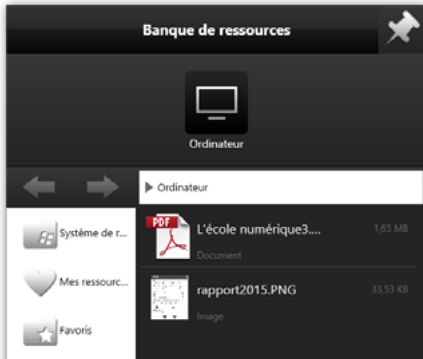 Banque de ressources
Ordinateur
Ordinateur
Système de r...
Mes ressourc...
Favoris
PDF
L'école numérique3....
1,63 MB
Document
rapport2015.PNG
33,53 KB
Image